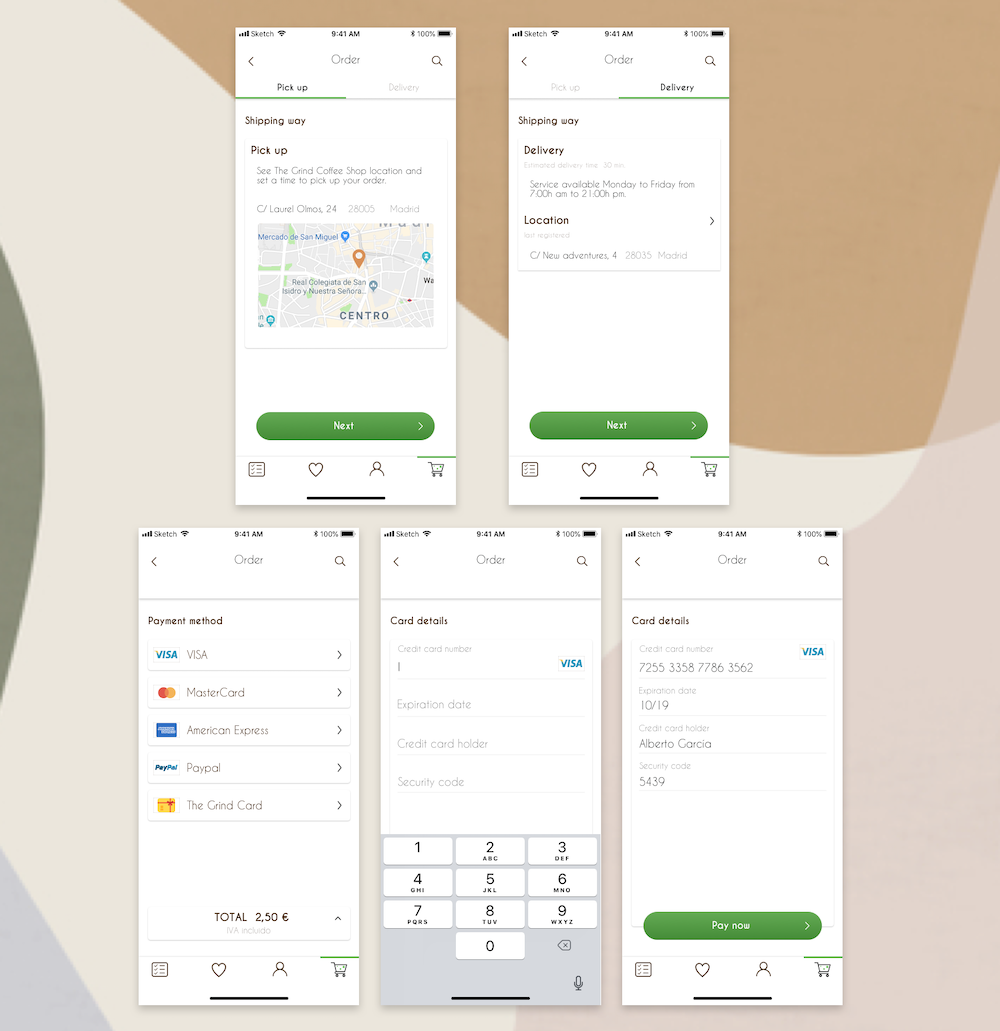 Sketch 9:41 AM 100%
Order
Pick up Delivery
Shipping way
Pick up
See The Grind Coffee Shop location and
set a time to pick up your order.
C/ Laurel Olmos, 24 28005 Madrid
Mercado de San Miguel
Real Colegiata de San
Isidro y Nuestra Señora...
Wa
CENTRO
Next
Sketch 9:41 AM 100%
Order
Pick up Delivery
Shipping way
Delivery
Estimated delivery time 30 min.
Service available Monday to Friday from
7:00h am to 21:00h pm.
Location
last registered
C/ New adventures, 4 28035 Madrid
Next
Sketch 9:41 AM 100%
Order
Payment method
VISA VISA
MasterCard
American Express
PayPal Paypal
The Grind Card
TOTAL 2,50 €
IVA incluido
Sketch 9:41 AM 100%
Order
Card details
Credit card number
VISA
Expiration date
Credit card holder
Security code
1 2 3
ABC DEF
4 5 6
GHI JKL MNO
7 8 9
PQRS TUV WXYZ
0
Sketch 9:41 AM 100%
Order
Card details
Credit card number
VISA
7255 3358 7786 3562
Expiration date
10/19
Credit card holder
Alberto Garcia
Security code
5439
Pay now